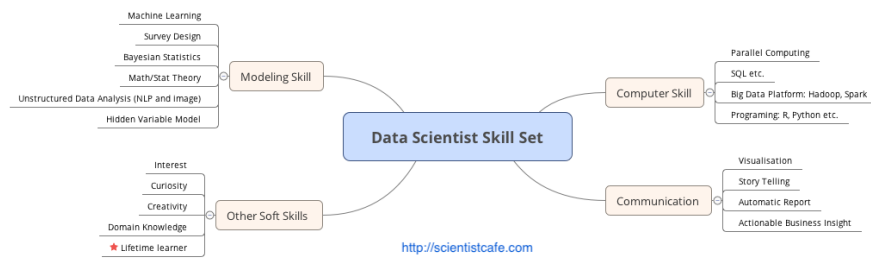 Machine Learning
Survey Design
Bayesian Statistics
Math/Stat Theory
Unstructured Data Analysis (NLP and image)
Hidden Variable Model
Modeling Skill
Interest
Curiosity
Creativity
Domain Knowledge
Lifetime learner
Other Soft Skills
Data Scientist Skill Set
Computer Skill
Parallel Computing
SQL etc.
Big Data Platform: Hadoop, Spark
Programing: R, Python etc.
Communication
Visualisation
Story Telling
Automatic Report
Actionable Business Insight
http://scientistcafe.com